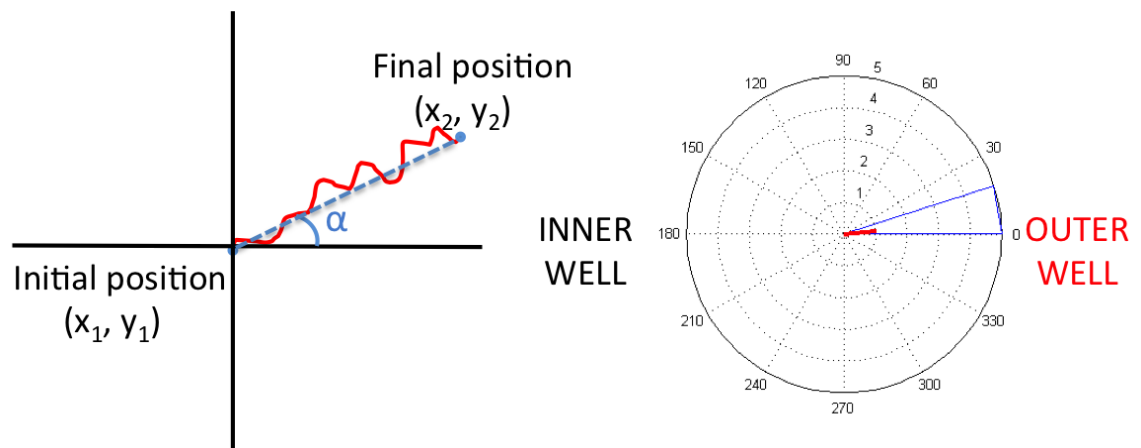 Final position
(x₂, y₂)
α
Initial position
(x₁, y₁)
INNER
WELL
90
5
120
60
4
3
150
30
2
1
180
0
210
330
240
300
270
OUTER
WELL